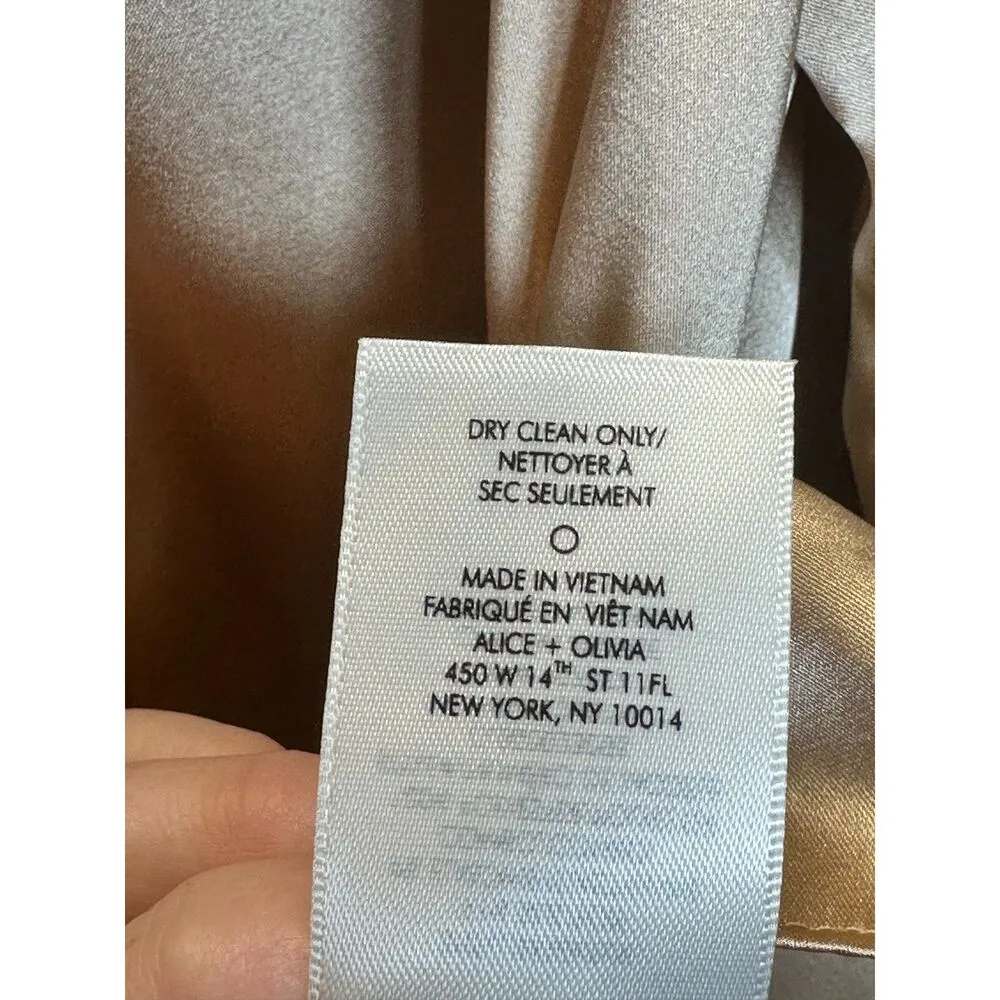 DRY CLEAN ONLY/
NETTOYER À
SEC SEULEMENT
MADE IN VIETNAM
FABRIQUÉ EN VIÊT NAM
ALICE + OLIVIA
450 W 14TH ST 11FL
NEW YORK, NY 10014